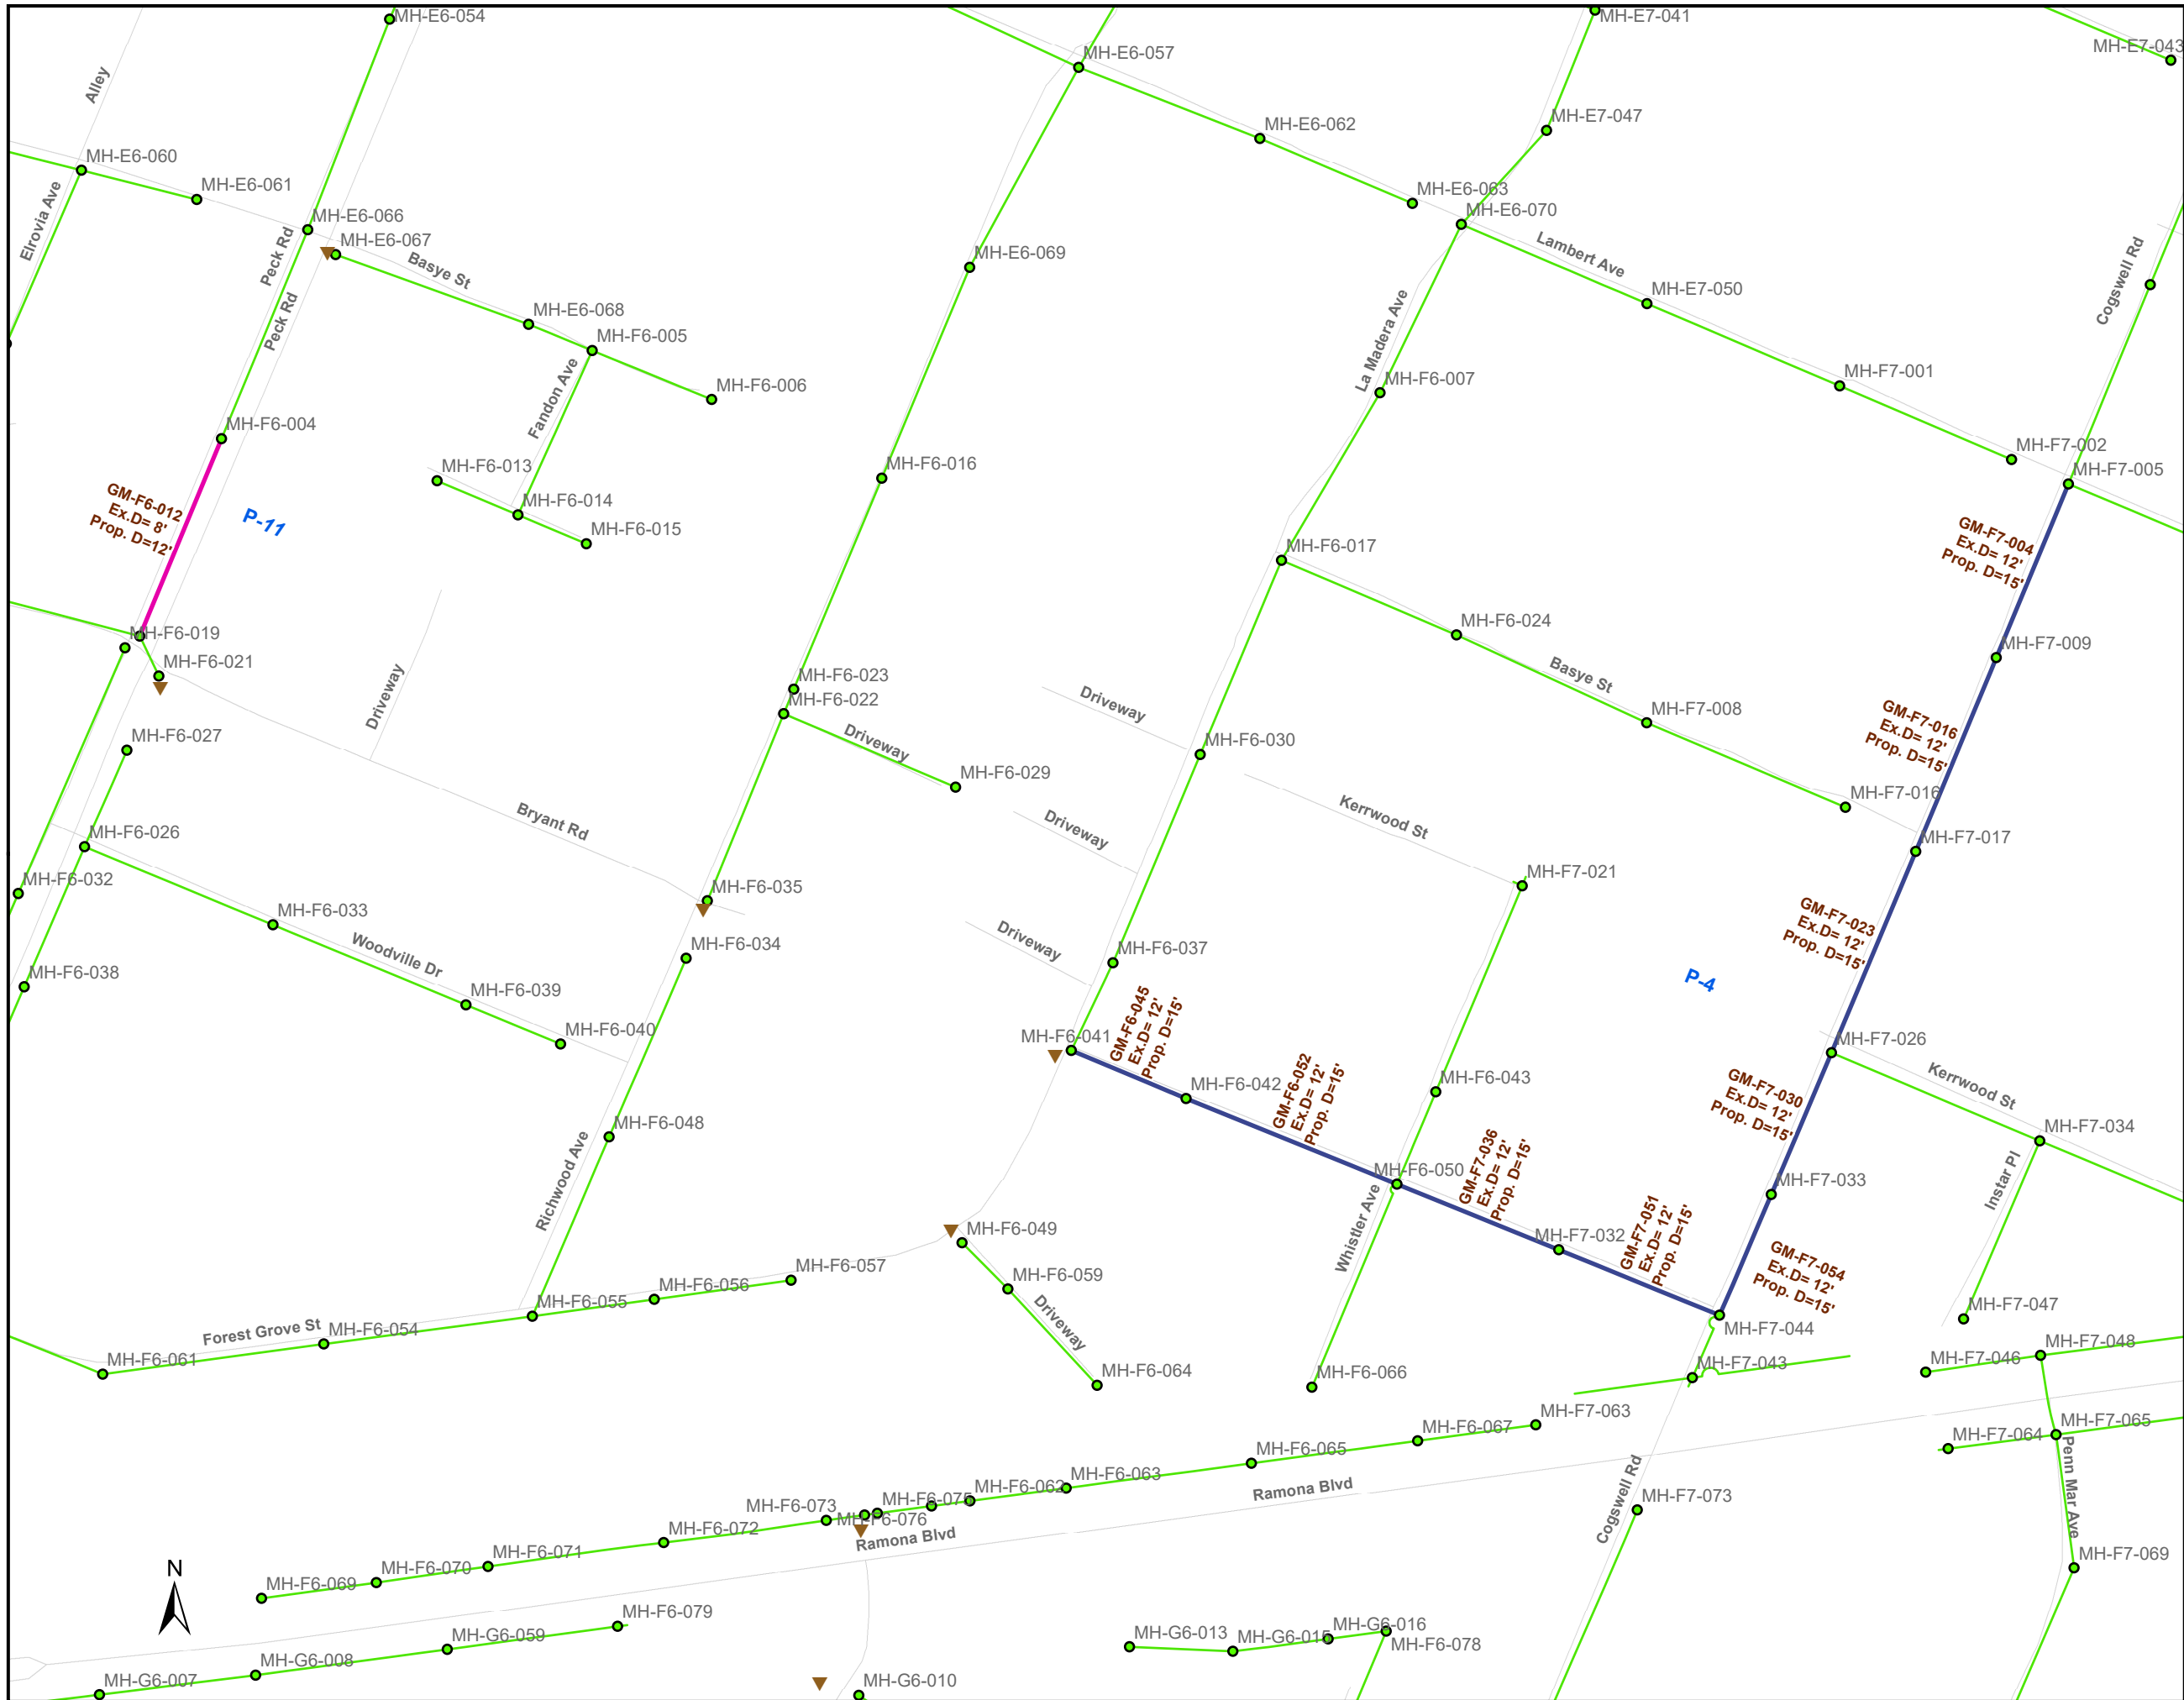 MH-E6-054
MH-E7-041
MH-E6-057
MH-E7-043
Alley
MH-E6-062
MH-E7-047
MH-E6-060
MH-E6-061
MH-E6-063
MH-E6-066
MH-E6-070
Elrovia Ave
Peck Rd
MH-E6-067
Basye St
MH-E6-069
Lambert Ave
Cogswell Rd
Peck Rd
MH-E6-068
MH-E7-050
MH-F6-005
La Madera Ave
MH-F6-006
MH-F6-007
MH-F7-001
Fandon Ave
MH-F6-004
MH-F6-013
MH-F6-016
MH-F7-002
MH-F7-005
GM-F6-012
Ex.D= 8'
Prop. D=12'
P-11
MH-F6-014
MH-F6-015
MH-F6-017
GM-F7-004
Ex.D= 12'
Prop. D=15'
MH-F6-019
MH-F6-021
MH-F6-024
MH-F7-009
Driveway
MH-F6-023
MH-F6-022
Driveway
Basye St
MH-F7-008
GM-F7-016
Ex.D= 12'
Prop. D=15'
MH-F6-027
Driveway
MH-F6-029
MH-F6-030
MH-F7-016
Bryant Rd
Driveway
Kerrwood St
MH-F6-026
MH-F7-017
MH-F6-032
MH-F6-035
MH-F7-021
MH-F6-033
Woodville Dr
MH-F6-034
Driveway
MH-F6-037
GM-F7-023
Ex.D= 12'
Prop. D=15'
MH-F6-038
MH-F6-039
P-4
MH-F6-040
MH-F6-041
GM-F6-045
Ex.D= 12'
Prop. D=15'
MH-F7-026
MH-F6-042
GM-F6-052
Ex.D= 12'
Prop. D=15'
MH-F6-043
GM-F7-030
Ex.D= 12'
Prop. D=15'
Kerrwood St
MH-F6-048
MH-F7-034
Richwood Ave
MH-F6-050
GM-F7-036
Ex.D= 12'
Prop. D=15'
MH-F7-033
Instar Pl
MH-F6-049
Whistler Ave
MH-F7-032
GM-F7-051
Ex.D= 12'
Prop. D=15'
GM-F7-054
Ex.D= 12'
Prop. D=15'
MH-F6-057
MH-F6-056
MH-F6-059
Driveway
MH-F6-055
MH-F7-047
Forest Grove St
MH-F6-054
MH-F7-044
MH-F7-048
MH-F6-061
MH-F6-064
MH-F6-066
MH-F7-043
MH-F7-046
MH-F7-063
MH-F6-067
MH-F7-065
MH-F7-064
MH-F6-065
Penn Mar Ave
MH-F6-063
MH-F6-062
Ramona Blvd
Cogswell Rd
MH-F6-073
MH-F6-075
MH-F6-076
MH-F7-073
Ramona Blvd
MH-F6-072
MH-F6-071
MH-F7-069
N
MH-F6-070
MH-F6-069
MH-F6-079
MH-G6-013
MH-G6-016
MH-G6-015
MH-F6-078
MH-G6-059
MH-G6-008
MH-G6-007
MH-G6-010